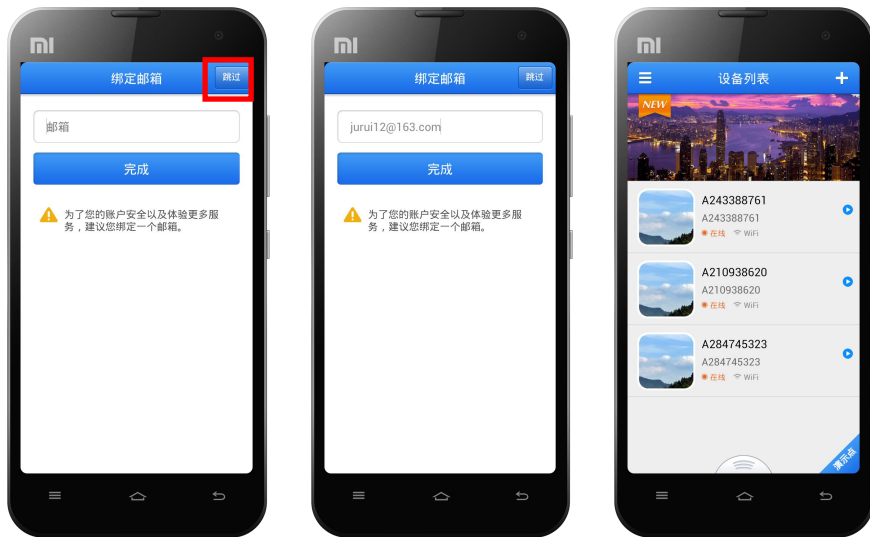 绑定邮箱
跳过
邮箱
完成
为了您的账户安全以及体验更多服
务，建议您绑定一个邮箱。
绑定邮箱
跳过
jurui12@163.com
完成
为了您的账户安全以及体验更多服
务，建议您绑定一个邮箱。
设备列表
NEW
A243388761
A243388761
在线 WiFi
A210938620
A210938620
在线 WiFi
A284745323
A284745323
在线 WiFi
演示点